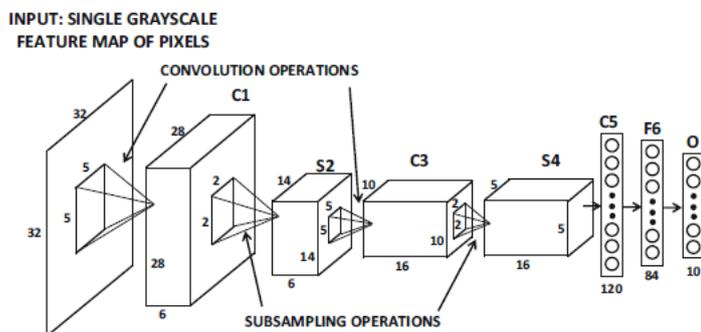 INPUT: SINGLE GRAYSCALE
FEATURE MAP OF PIXELS
CONVOLUTION OPERATIONS
32
32
5
5
C1
28
28
6
2
2
S2
14
14
6
5
5
C3
10
10
16
2
2
S4
5
5
16
C5
120
F6
84
O
10
SUBSAMPLING OPERATIONS